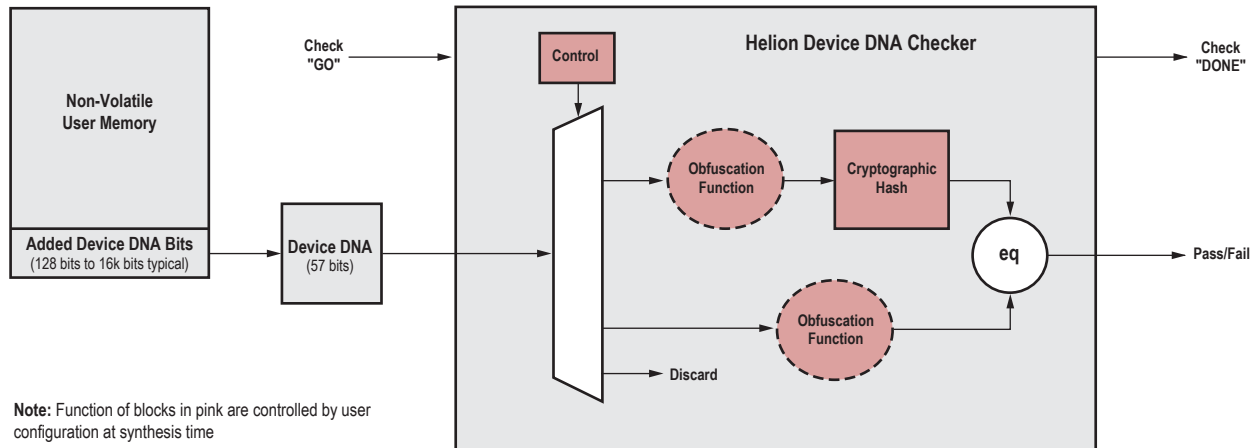 Non-Volatile
User Memory
Added Device DNA Bits
(128 bits to 16k bits typical)
Device DNA
(57 bits)
Check
"GO"
Helion Device DNA Checker
Control
Obfuscation
Function
Cryptographic
Hash
eq
Obfuscation
Function
Discard
Check
"DONE"
Pass/Fail
Note: Function of blocks in pink are controlled by user
configuration at synthesis time